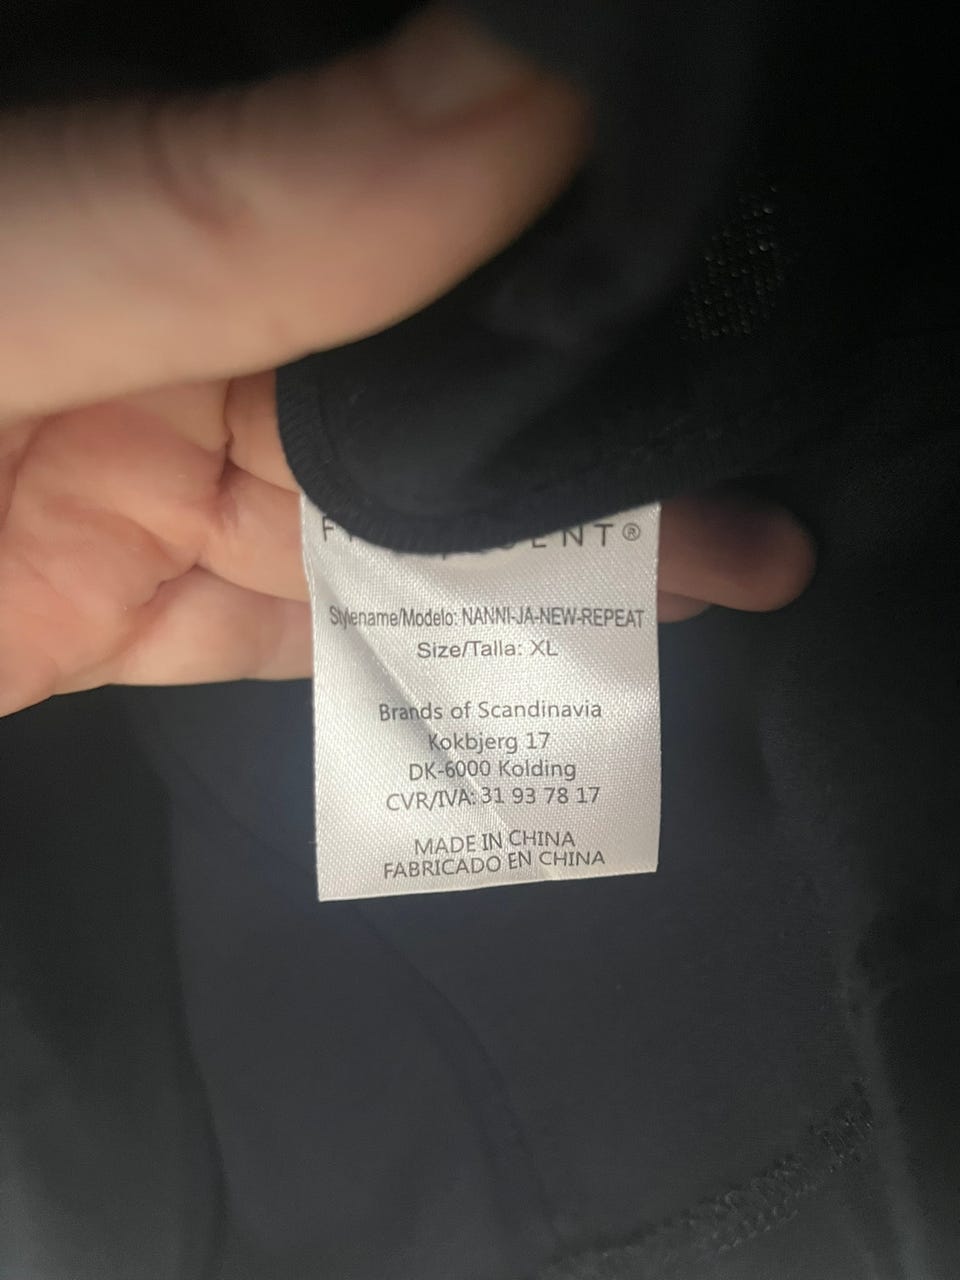 Stylename/Modelo: NANNI-JA-NEW-REPEAT
Size/Talla: XL
Brands of Scandinavia
Kokbjerg 17
DK-6000 Kolding
CVR/IVA: 31 93 78 17
MADE IN CHINA
FABRICADO EN CHINA